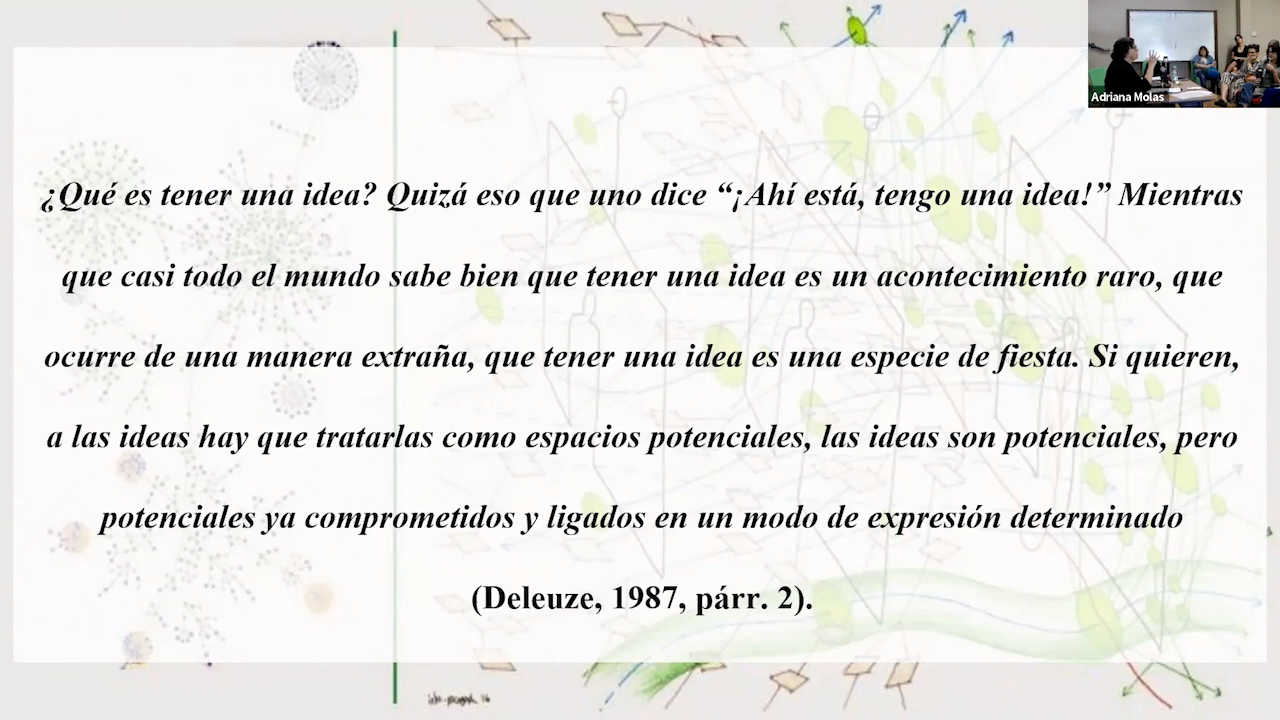 Adriana Molas
¿Qué es tener una idea? Quizá eso que uno dice “¡Ahí está, tengo una idea!” Mientras
que casi todo el mundo sabe bien que tener una idea es un acontecimiento raro, que
ocurre de una manera extraña, que tener una idea es una especie de fiesta. Si quieren,
a las ideas hay que tratarlas como espacios potenciales, las ideas son potenciales, pero
potenciales ya comprometidos y ligados en un modo de expresión determinado
(Deleuze, 1987, párr. 2).